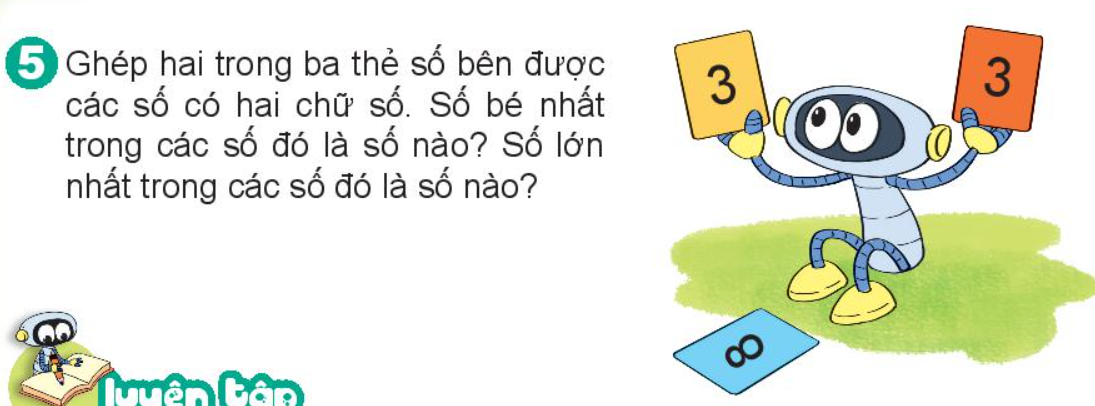 5 Ghép hai trong ba thẻ số bên được
các số có hai chữ số. Số bé nhất
trong các số đó là số nào? Số lớn
nhất trong các số đó là số nào?
3
3
8
luyện tập